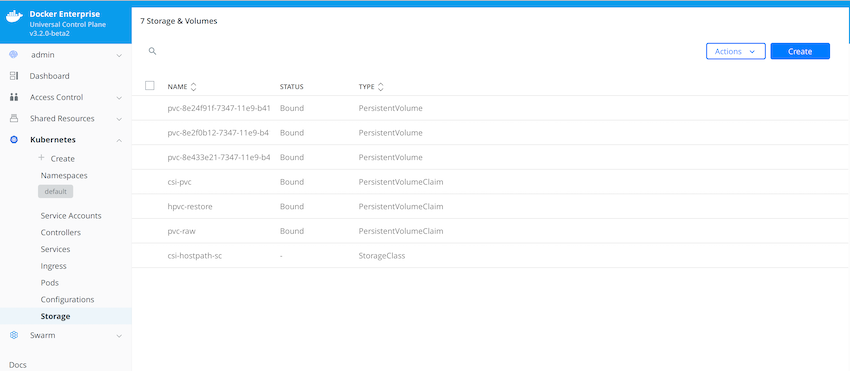 Docker Enterprise
Universal Control Plane
v3.2.0-beta2
admin
Dashboard
Access Control
Shared Resources
Kubernetes
+ Create
Namespaces
default
Service Accounts
Controllers
Services
Ingress
Pods
Configurations
Storage
Swarm
Docs
7 Storage & Volumes
Actions Create
NAME STATUS TYPE
pvc-8e24f91f-7347-11e9-b41 Bound PersistentVolume
pvc-8e2f0b12-7347-11e9-b4 Bound PersistentVolume
pvc-8e433e21-7347-11e9-b4 Bound PersistentVolume
csi-pvc Bound PersistentVolumeClaim
hpvc-restore Bound PersistentVolumeClaim
pvc-raw Bound PersistentVolumeClaim
csi-hostpath-sc - StorageClass